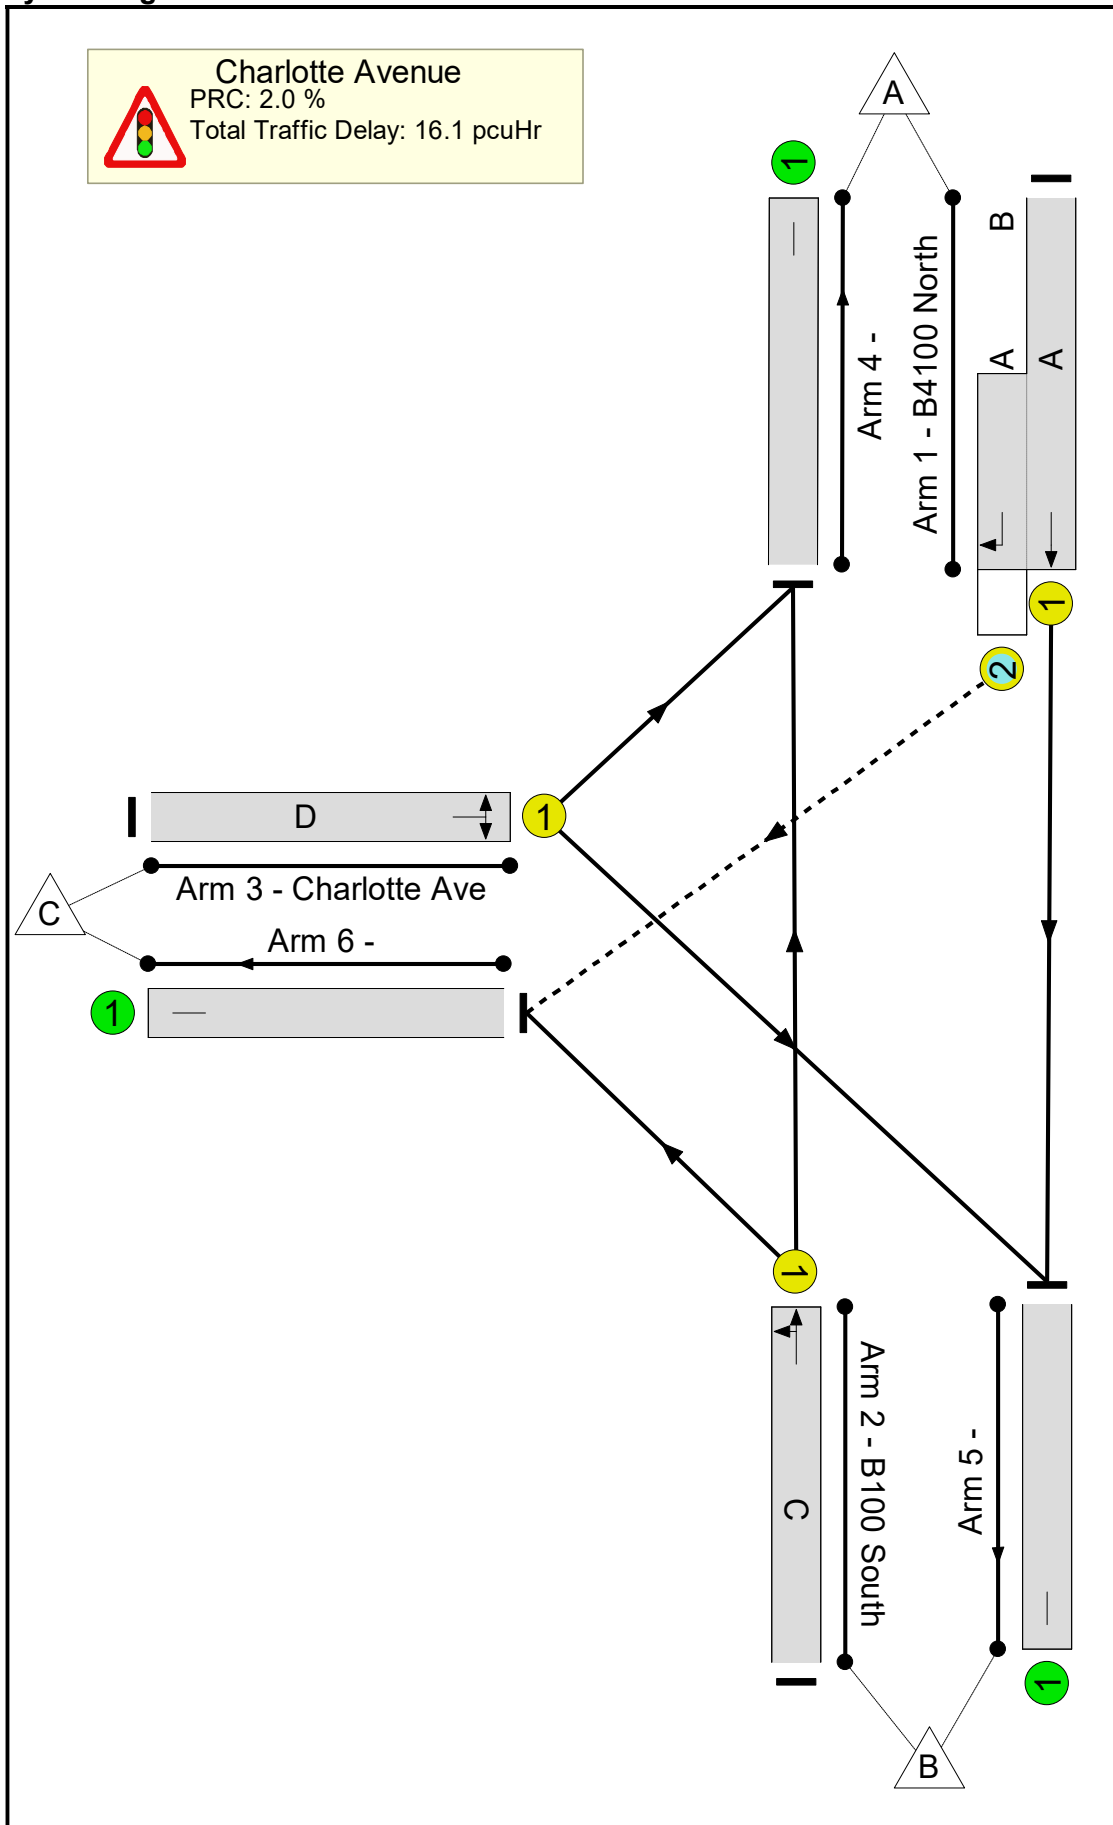 Charlotte Avenue
PRC: 2.0 %
Total Traffic Delay: 16.1 pcuHr
A
1
B
A
A
Arm 4 -
Arm 1 - B4100 North
1
2
D
1
Arm 3 - Charlotte Ave
C
Arm 6 -
1
1
Arm 2 - B100 South
Arm 5 -
C
1
B